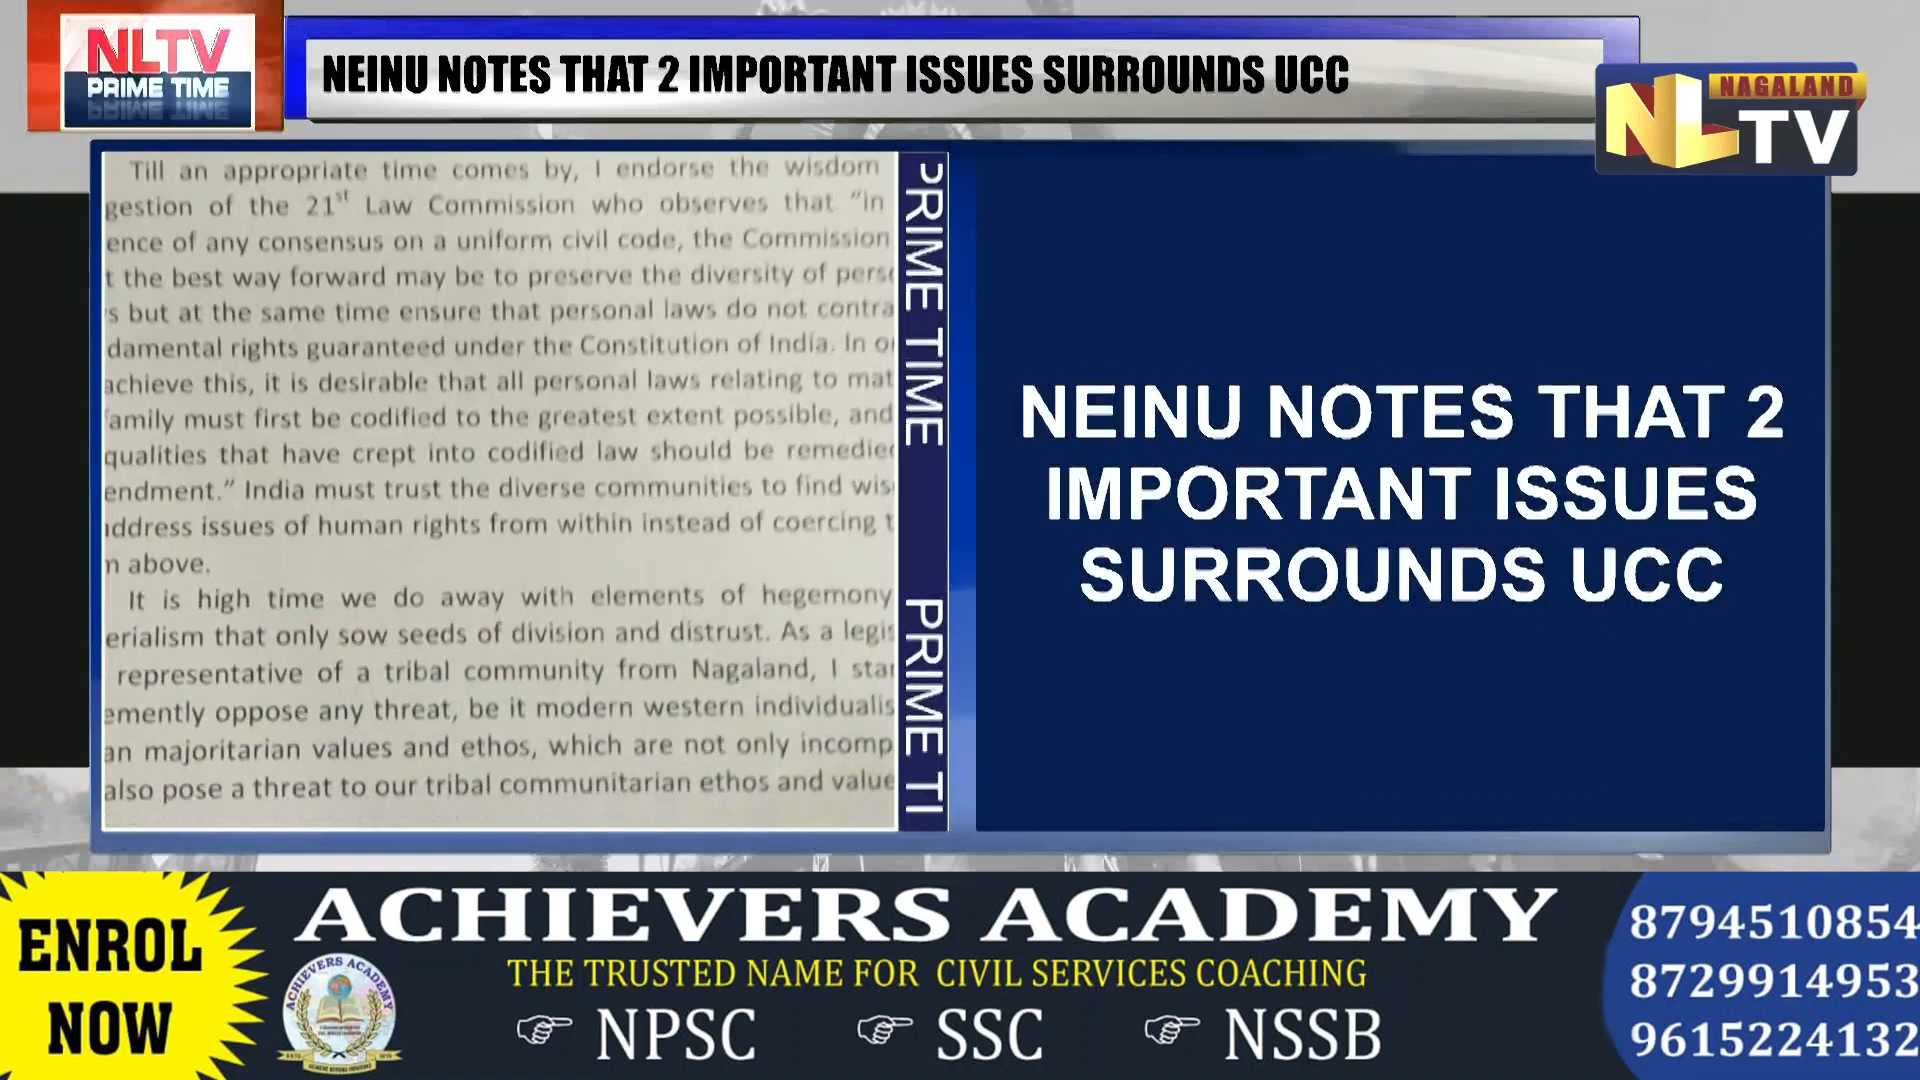 NLTV
PRIME TIME
NEINU NOTES THAT 2 IMPORTANT ISSUES SURROUNDS UCC
NAGALAND
NLTV
Till an appropriate time comes by, I endorse the wisdom
gestion of the 21st Law Commission who observes that “in
ence of any consensus on a uniform civil code, the Commission
t the best way forward may be to preserve the diversity of pers
s but at the same time ensure that personal laws do not contra
damental rights guaranteed under the Constitution of India. In o
achieve this, it is desirable that all personal laws relating to mat
family must first be codified to the greatest extent possible, and
qualities that have crept into codified law should be remedied
endment.” India must trust the diverse communities to find wis
address issues of human rights from within instead of coercing t
m above.
It is high time we do away with elements of hegemony
erialism that only sow seeds of division and distrust. As a legis
representative of a tribal community from Nagaland, I stan
emently oppose any threat, be it modern western individualis
an majoritarian values and ethos, which are not only incomp
also pose a threat to our tribal communitarian ethos and value
PRIME TIME
PRIME TI
NEINU NOTES THAT 2
IMPORTANT ISSUES
SURROUNDS UCC
ENROL
NOW
ACHIEVERS ACADEMY
ACHIEVERS ACADEMY
THE TRUSTED NAME FOR CIVIL SERVICES COACHING
NPSC SSC NSSB
8794510854
8729914953
9615224132